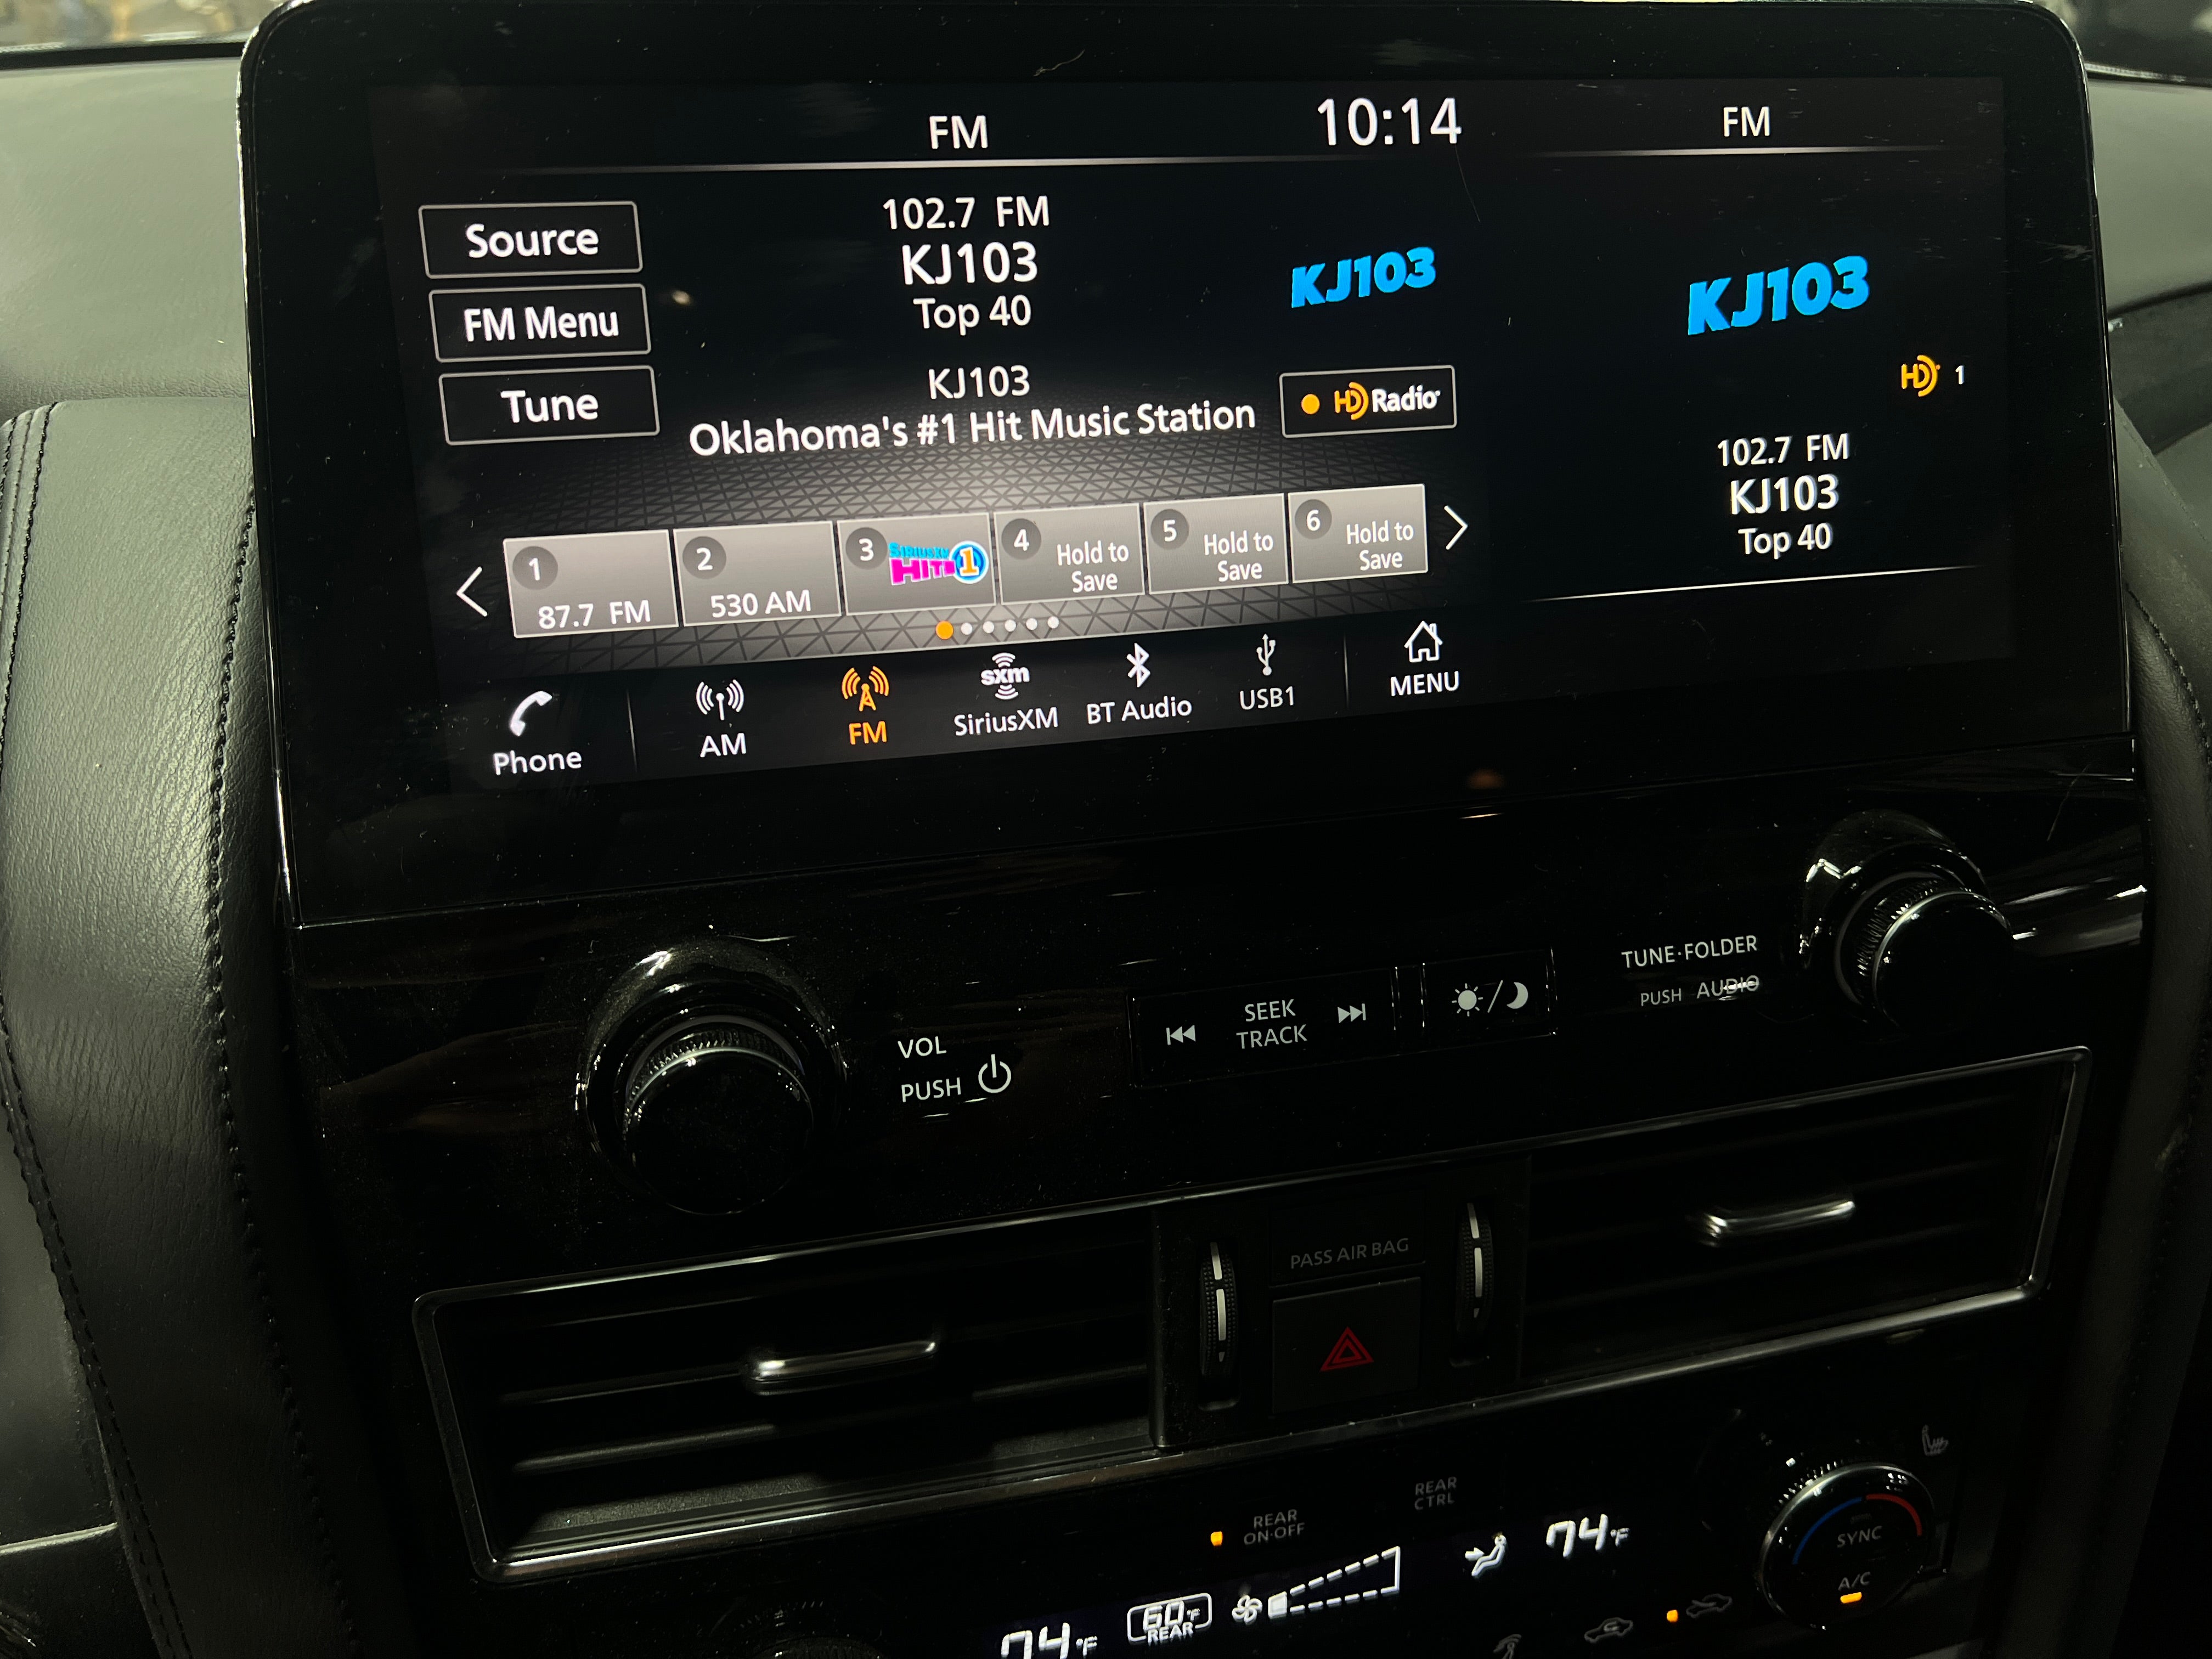 FM
10:14
FM
Source
FM Menu
Tune
102.7 FM
KJ103
Top 40
KJ103
Oklahoma's #1 Hit Music Station
KJ103
HD Radio
KJ103
HD 1
102.7 FM
KJ103
Top 40
1
87.7 FM
2
530 AM
3
SiriusXM
Hits 1
4
Hold to
Save
5
Hold to
Save
6
Hold to
Save
Phone
AM
FM
sxm
SiriusXM
BT Audio
USB1
MENU
VOL
PUSH
SEEK
TRACK
TUNE·FOLDER
PUSH AUDIO
PASS AIR BAG
REAR
ON·OFF
REAR
CTRL
74°F
60°F
REAR
74°F
SYNC
A/C